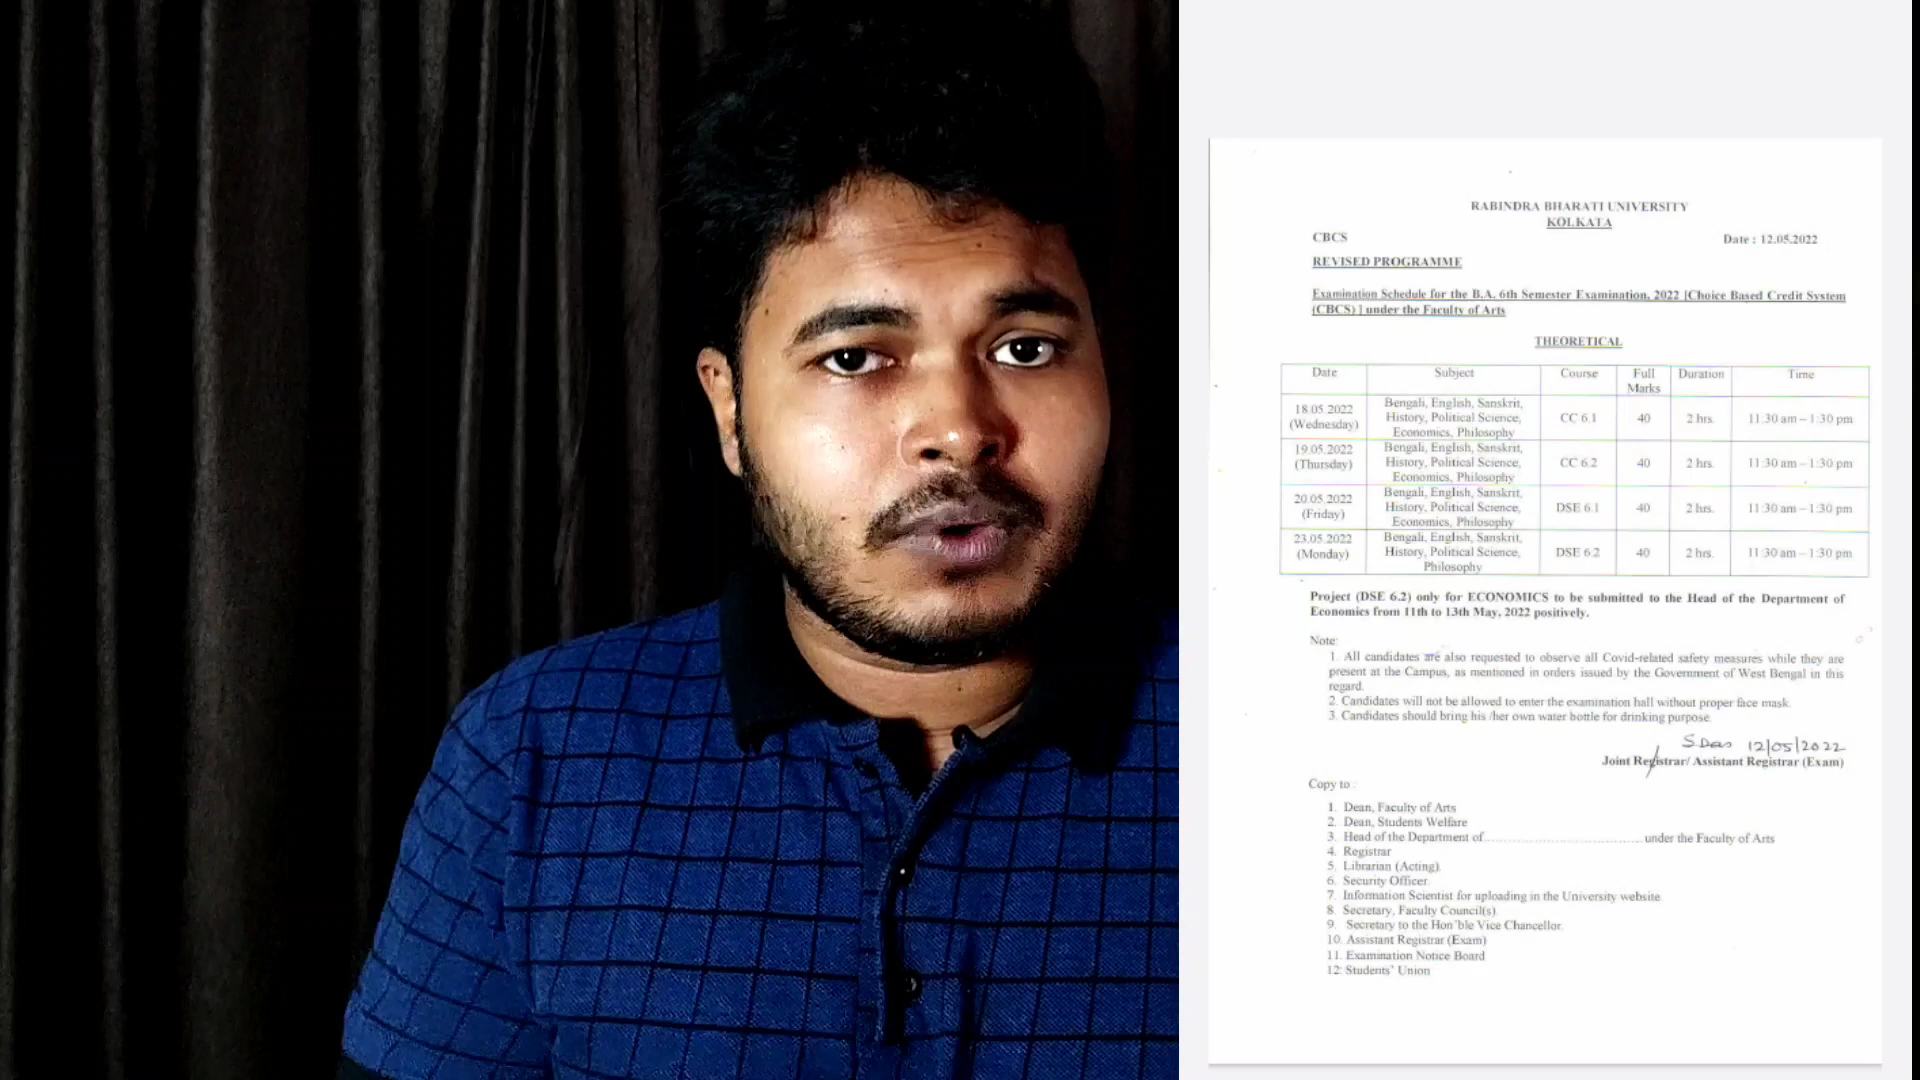 RABINDRA BHARATI UNIVERSITY
KOLKATA
CBCS
Date : 12.05.2022
REVISED PROGRAMME
Examination Schedule for the B.A. 6th Semester Examination, 2022 [Choice Based Credit System
(CBCS) ] under the Faculty of Arts
THEORETICAL
Date Subject Course Full Marks Duration Time
18.05.2022 (Wednesday) Bengali, English, Sanskrit, History, Political Science, Economics, Philosophy CC 6.1 40 2 hrs. 11:30 am – 1:30 pm
19.05.2022 (Thursday) Bengali, English, Sanskrit, History, Political Science, Economics, Philosophy CC 6.2 40 2 hrs. 11:30 am – 1:30 pm
20.05.2022 (Friday) Bengali, English, Sanskrit, History, Political Science, Economics, Philosophy DSE 6.1 40 2 hrs. 11:30 am – 1:30 pm
23.05.2022 (Monday) Bengali, English, Sanskrit, History, Political Science, Philosophy DSE 6.2 40 2 hrs. 11:30 am – 1:30 pm
Project (DSE 6.2) only for ECONOMICS to be submitted to the Head of the Department of
Economics from 11th to 13th May, 2022 positively.
Note:
1. All candidates are also requested to observe all Covid-related safety measures while they are
present at the Campus, as mentioned in orders issued by the Government of West Bengal in this
regard.
2. Candidates will not be allowed to enter the examination hall without proper face mask.
3. Candidates should bring his /her own water bottle for drinking purpose.
S Das 12/05/2022
Joint Registrar/ Assistant Registrar (Exam)
Copy to :
1. Dean, Faculty of Arts
2. Dean, Students Welfare
3. Head of the Department of.......................................... under the Faculty of Arts
4. Registrar
5. Librarian (Acting).
6. Security Officer.
7. Information Scientist for uploading in the University website.
8. Secretary, Faculty Council(s).
9. Secretary to the Hon'ble Vice Chancellor.
10. Assistant Registrar (Exam)
11. Examination Notice Board
12. Students' Union